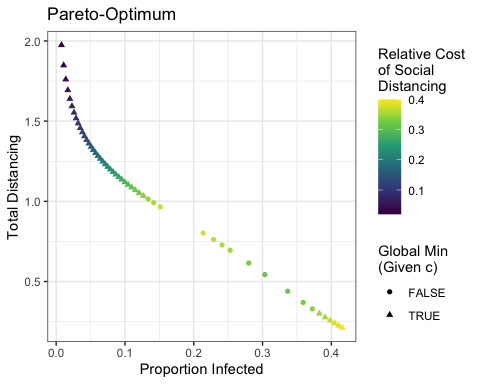 Pareto-Optimum
Total Distancing
2.0
1.5
1.0
0.5
0.0
0.1
0.2
0.3
0.4
Proportion Infected
Relative Cost
of Social
Distancing
0.4
0.3
0.2
0.1
Global Min
(Given c)
FALSE
TRUE